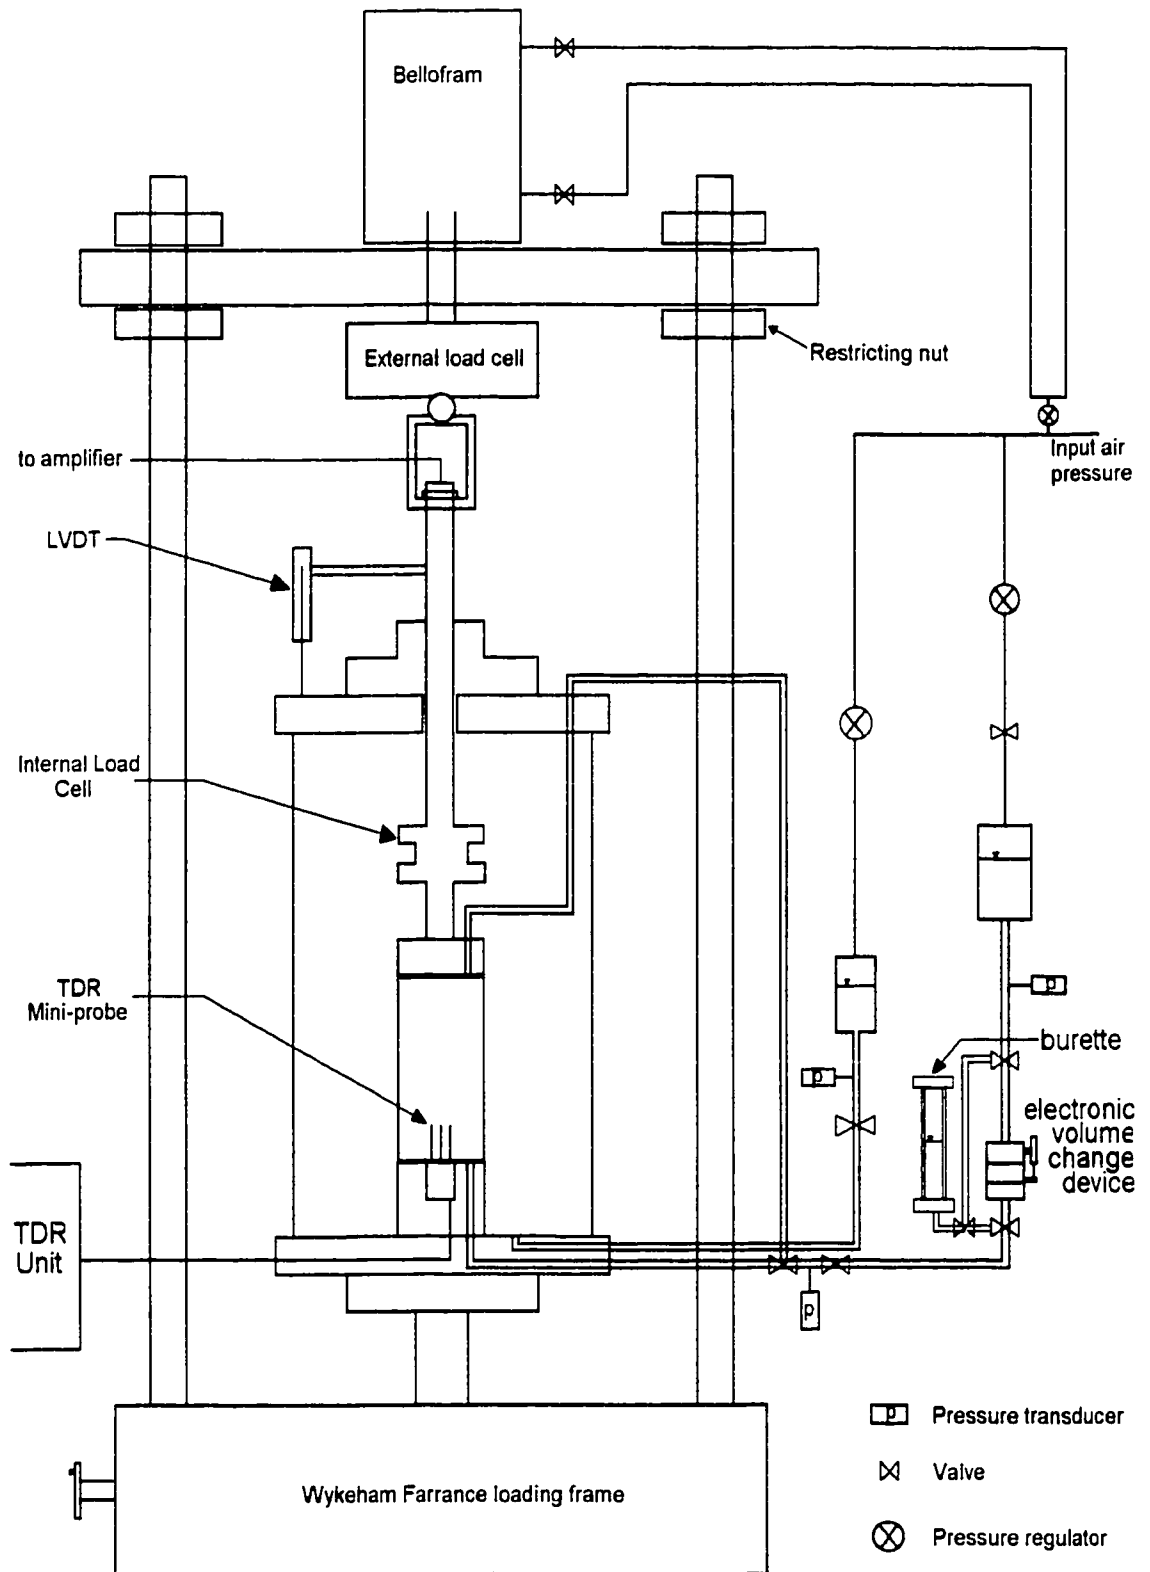 Bellofram
External load cell
Restricting nut
Input air
pressure
to amplifier
LVDT
Internal Load
Cell
TDR
Mini-probe
p
p
burette
electronic
volume
change
device
TDR
Unit
p
p
Pressure transducer
Valve
Wykeham Farrance loading frame
Pressure regulator